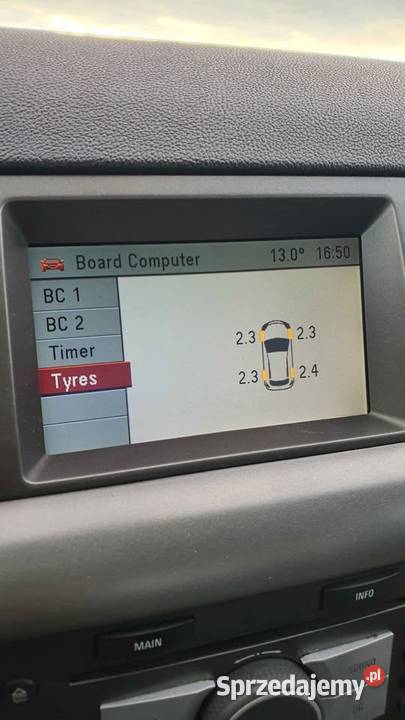 Board Computer 13.0° 16:50
BC 1
BC 2
Timer
Tyres
2.3 2.3
2.3 2.4
INFO
MAIN
SOUND
Sprzedajemy.pl